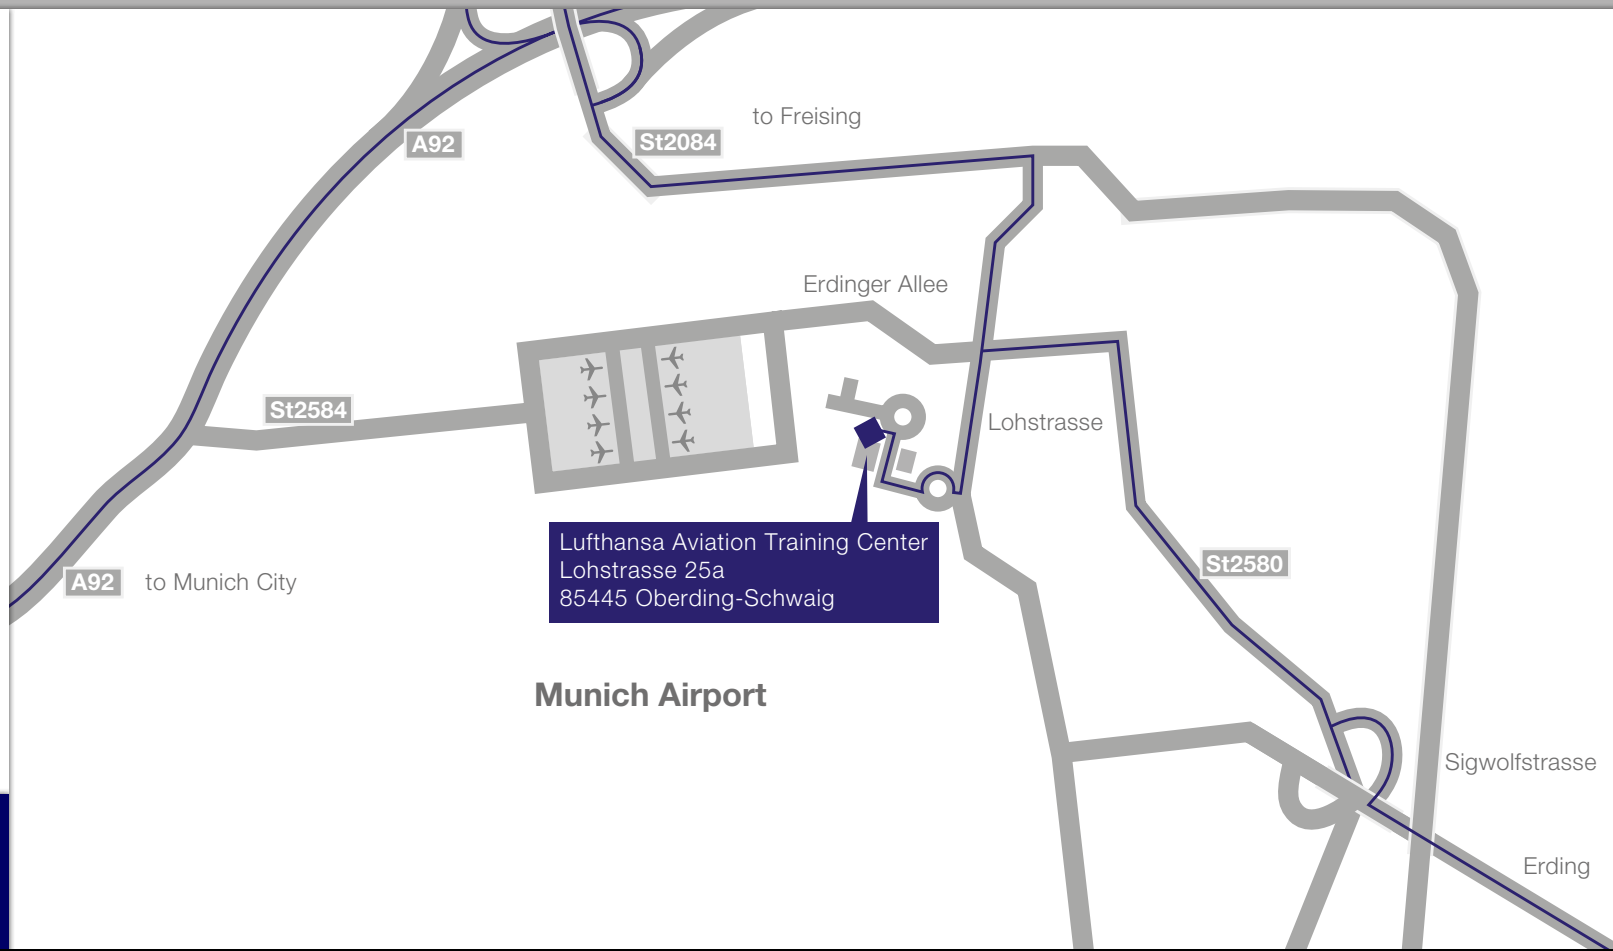 to Freising
St2084
A92
Erdinger Allee
St2584
Lohstrasse
Lufthansa Aviation Training Center
Lohstrasse 25a
85445 Oberding-Schwaig
St2580
A92
to Munich City
Munich Airport
Sigwolfstrasse
Erding